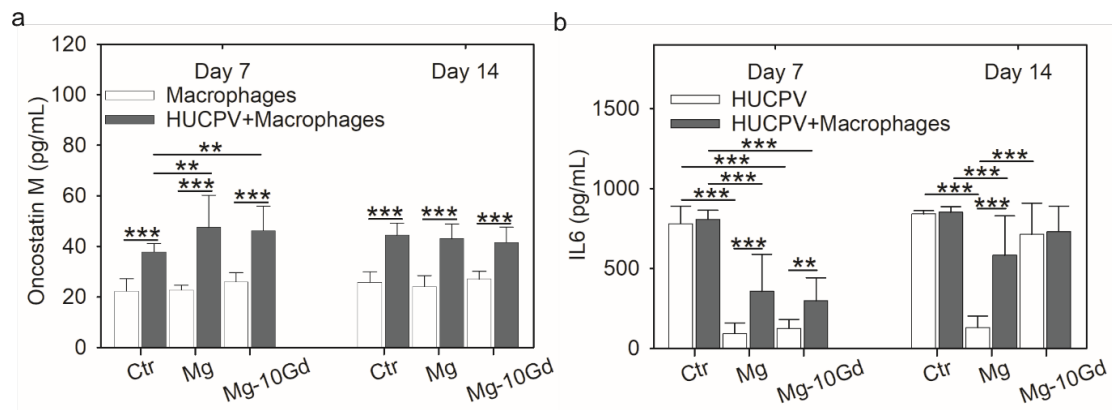 a
120
100
80
60
40
20
0
Oncostatin M (pg/mL)
Day 7
Day 14
Macrophages
HUCPV+Macrophages
**
**
***
***
***
***
***
***
Ctr
Mg
Mg-10Gd
Ctr
Mg
Mg-10Gd
b
1500
1000
500
0
IL6 (pg/mL)
Day 7
Day 14
HUCPV
HUCPV+Macrophages
***
***
***
***
***
**
***
***
***
***
Ctr
Mg
Mg-10Gd
Ctr
Mg
Mg-10Gd